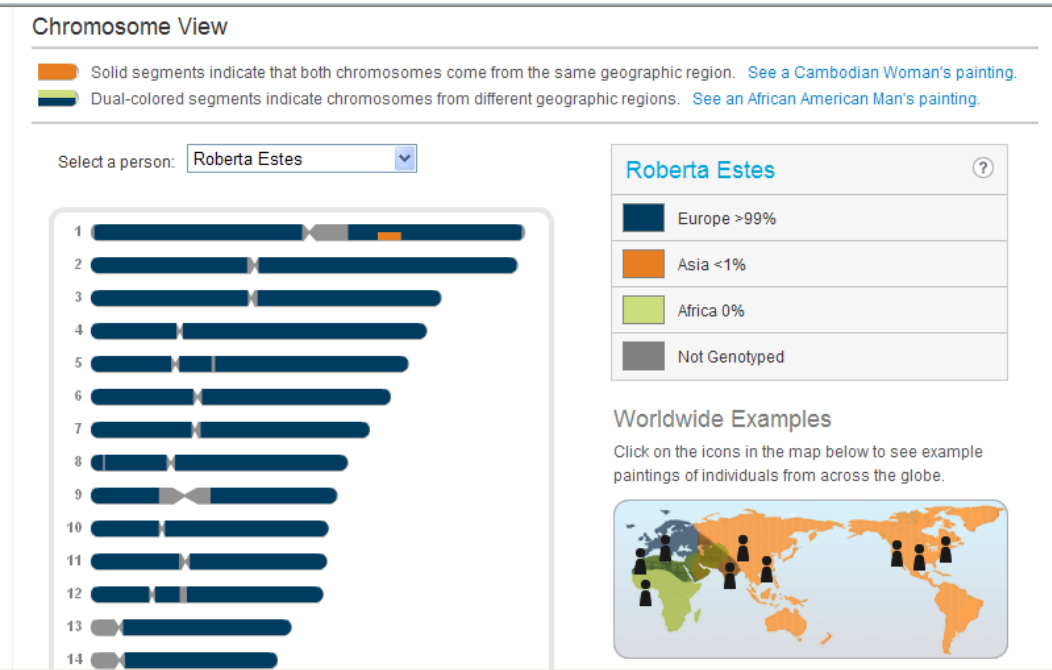 Chromosome View
Solid segments indicate that both chromosomes come from the same geographic region. See a Cambodian Woman's painting.
Dual-colored segments indicate chromosomes from different geographic regions. See an African American Man's painting.
Select a person: Roberta Estes
Roberta Estes ?
Europe >99%
Asia <1%
Africa 0%
Not Genotyped
1
2
3
4
5
6
7
8
9
10
11
12
13
14
Worldwide Examples
Click on the icons in the map below to see example
paintings of individuals from across the globe.